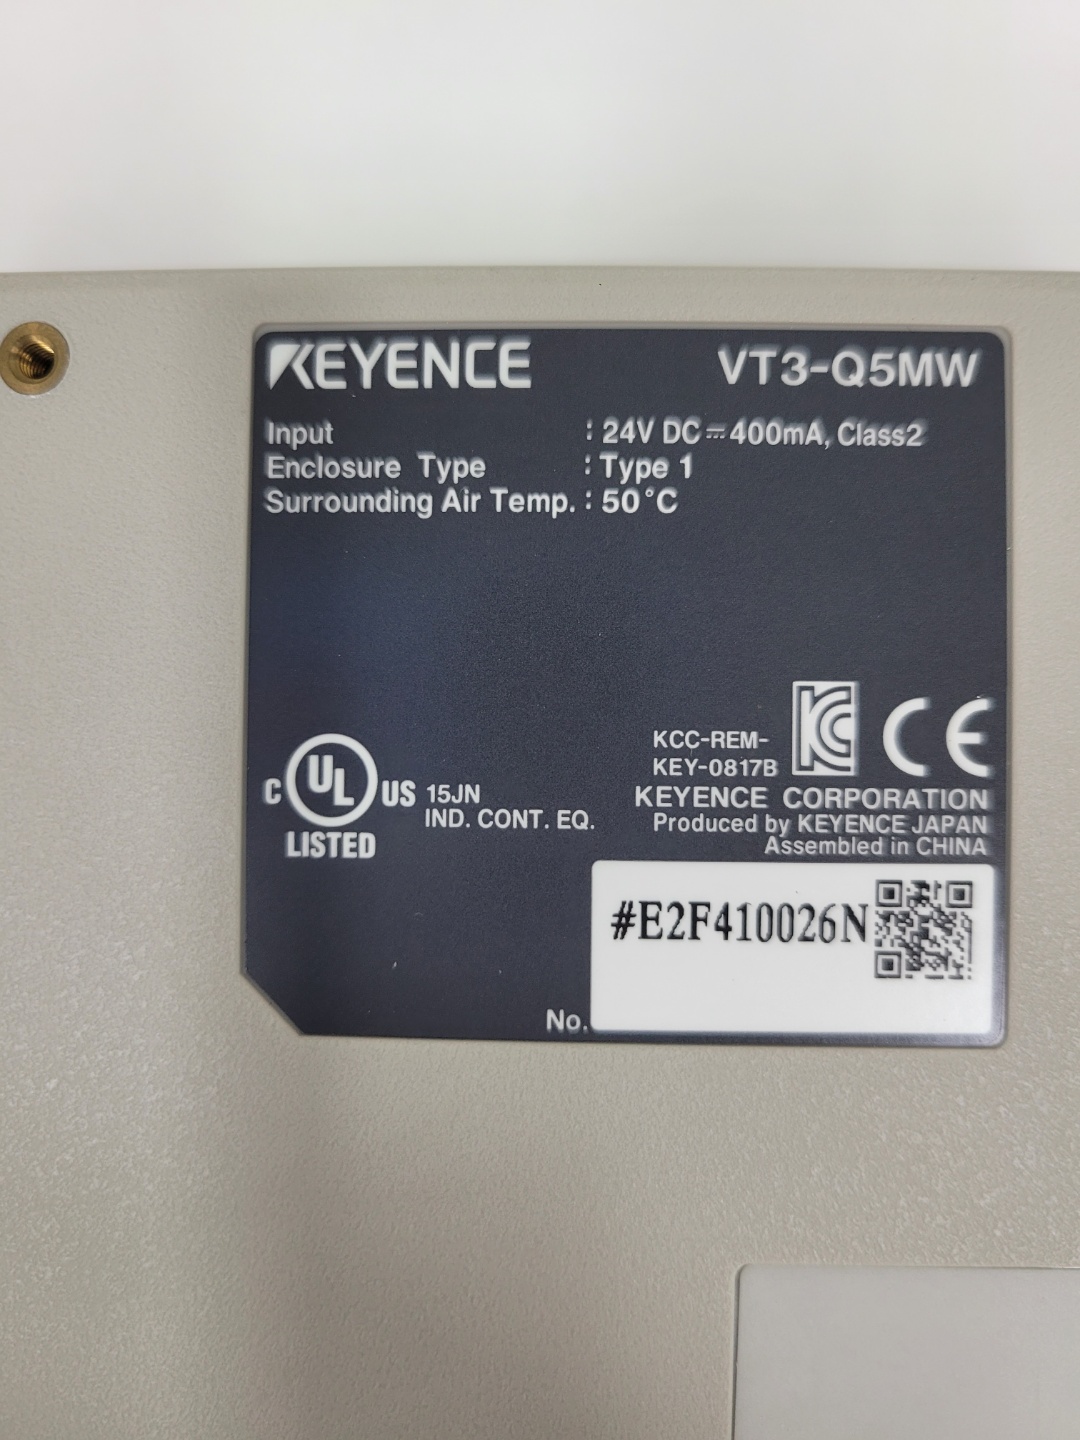 KEYENCE VT3-Q5MW
Input : 24V DC ⎓ 400mA, Class2
Enclosure Type : Type 1
Surrounding Air Temp. : 50°C
KCC-REM-
KEY-0817B
KC CE
C UL US LISTED
15JN
IND. CONT. EQ.
KEYENCE CORPORATION
Produced by KEYENCE JAPAN
Assembled in CHINA
#E2F410026N
No.